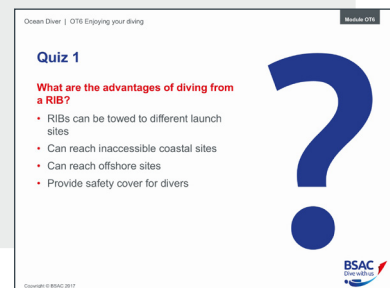 Ocean Diver | OT6 Enjoying your diving
Module OT6
Quiz 1
What are the advantages of diving from
a RIB?
• RIBs can be towed to different launch
sites
• Can reach inaccessible coastal sites
• Can reach offshore sites
• Provide safety cover for divers
?
BSAC
Dive with us
Copyright © BSAC 2017